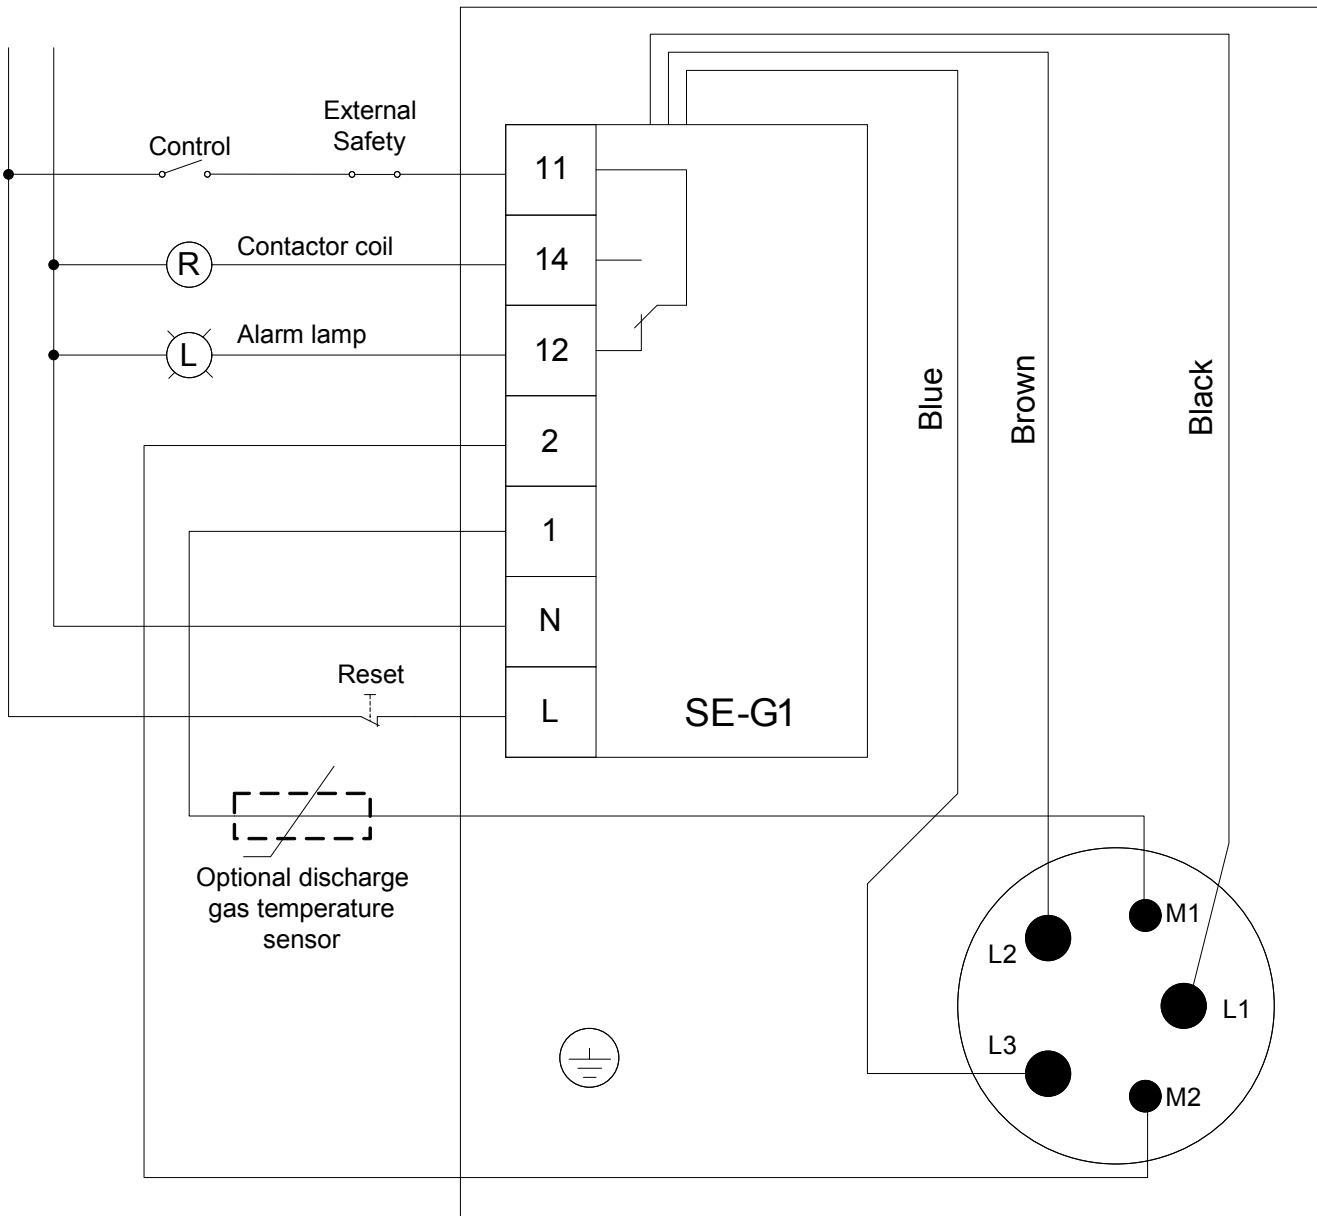 External
Safety
Control
11
14
R
Contactor coil
12
L
Alarm lamp
2
1
N
Reset
L
SE-G1
Blue
Brown
Black
Optional discharge
gas temperature
sensor
M1
L2
L1
L3
M2